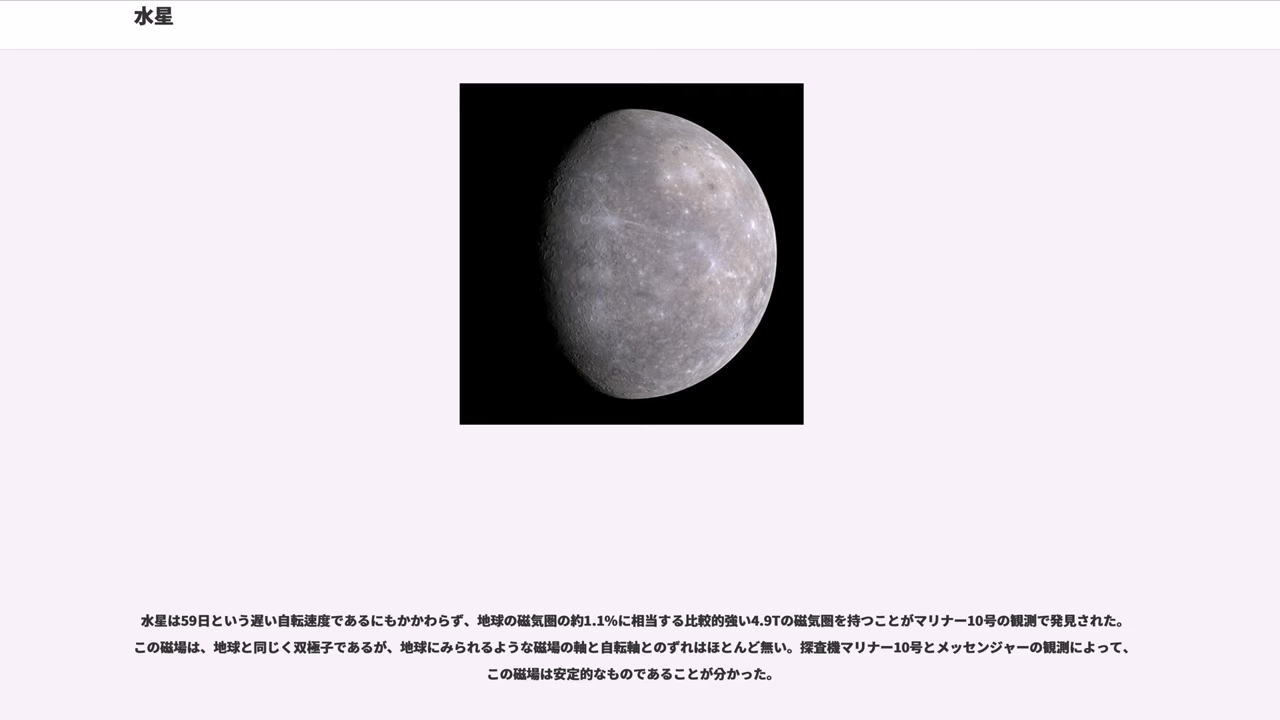 水星
水星は59日という遅い自転速度であるにもかかわらず、地球の磁気圏の約1.1%に相当する比較的強い4.9Tの磁気圏を持つことがマリナー10号の観測で発見された。
この磁場は、地球と同じく双極子であるが、地球にみられるような磁場の軸と自転軸とのずれはほとんど無い。探査機マリナー10号とメッセンジャーの観測によって、
この磁場は安定的なものであることが分かった。